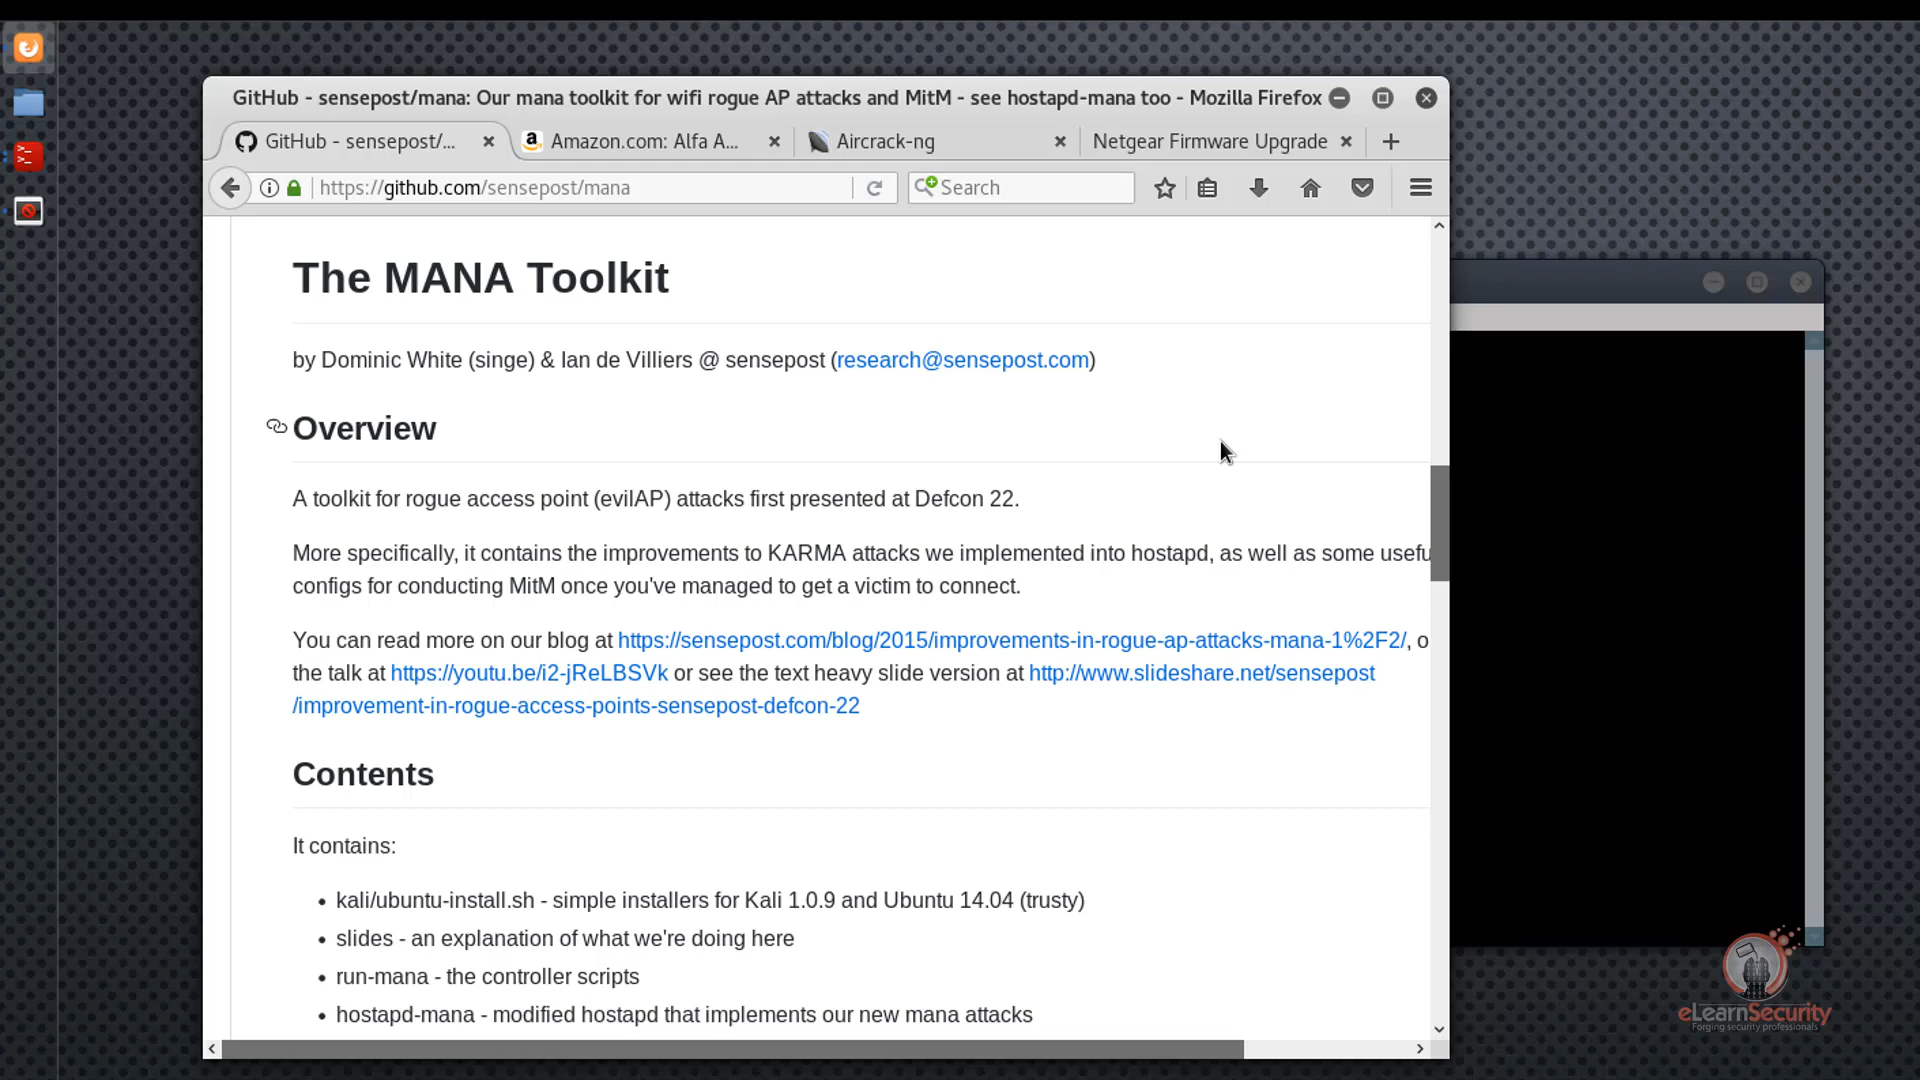 GitHub - sensepost/mana: Our mana toolkit for wifi rogue AP attacks and MitM - see hostapd-mana too - Mozilla Firefox
GitHub - sensepost/... Amazon.com: Alfa A... Aircrack-ng Netgear Firmware Upgrade
https://github.com/sensepost/mana Search
The MANA Toolkit
by Dominic White (singe) & Ian de Villiers @ sensepost (research@sensepost.com)
Overview
A toolkit for rogue access point (evilAP) attacks first presented at Defcon 22.
More specifically, it contains the improvements to KARMA attacks we implemented into hostapd, as well as some usefu
configs for conducting MitM once you've managed to get a victim to connect.
You can read more on our blog at https://sensepost.com/blog/2015/improvements-in-rogue-ap-attacks-mana-1%2F2/, o
the talk at https://youtu.be/i2-jReLBSVk or see the text heavy slide version at http://www.slideshare.net/sensepost
/improvement-in-rogue-access-points-sensepost-defcon-22
Contents
It contains:
• kali/ubuntu-install.sh - simple installers for Kali 1.0.9 and Ubuntu 14.04 (trusty)
• slides - an explanation of what we're doing here
• run-mana - the controller scripts
• hostapd-mana - modified hostapd that implements our new mana attacks
eLearnSecurity
Forging security professionals